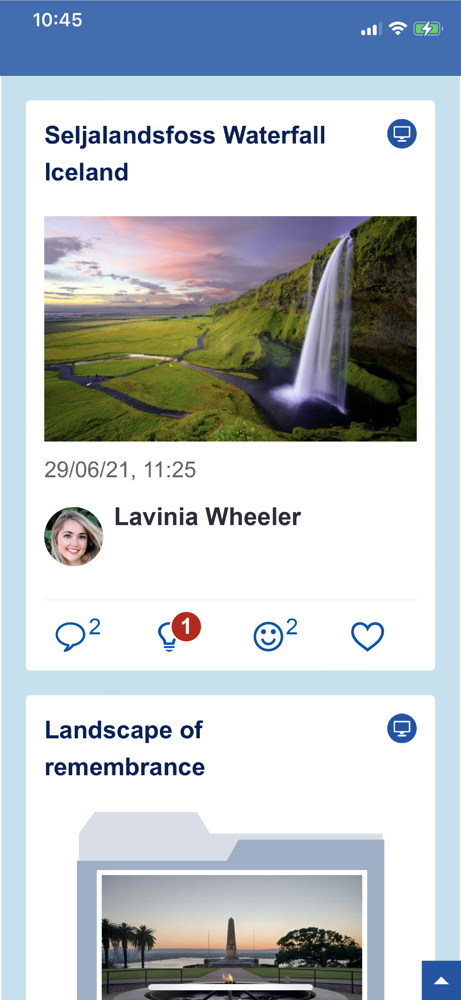 10:45
Seljalandsfoss Waterfall
Iceland
29/06/21, 11:25
Lavinia Wheeler
2
1
2
Landscape of
remembrance